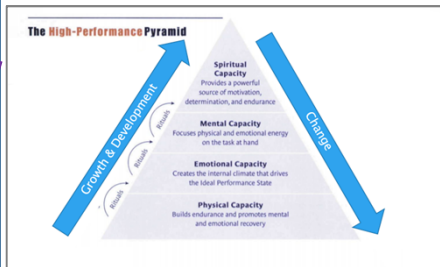 The High-Performance Pyramid
Spiritual
Capacity
Provides a powerful
source of motivation,
determination, and endurance
Mental Capacity
Focuses physical and emotional energy
on the task at hand
Emotional Capacity
Creates the internal climate that drives
the Ideal Performance State
Physical Capacity
Builds endurance and promotes mental
and emotional recovery
Rituals
Rituals
Rituals
Growth & Development
Change